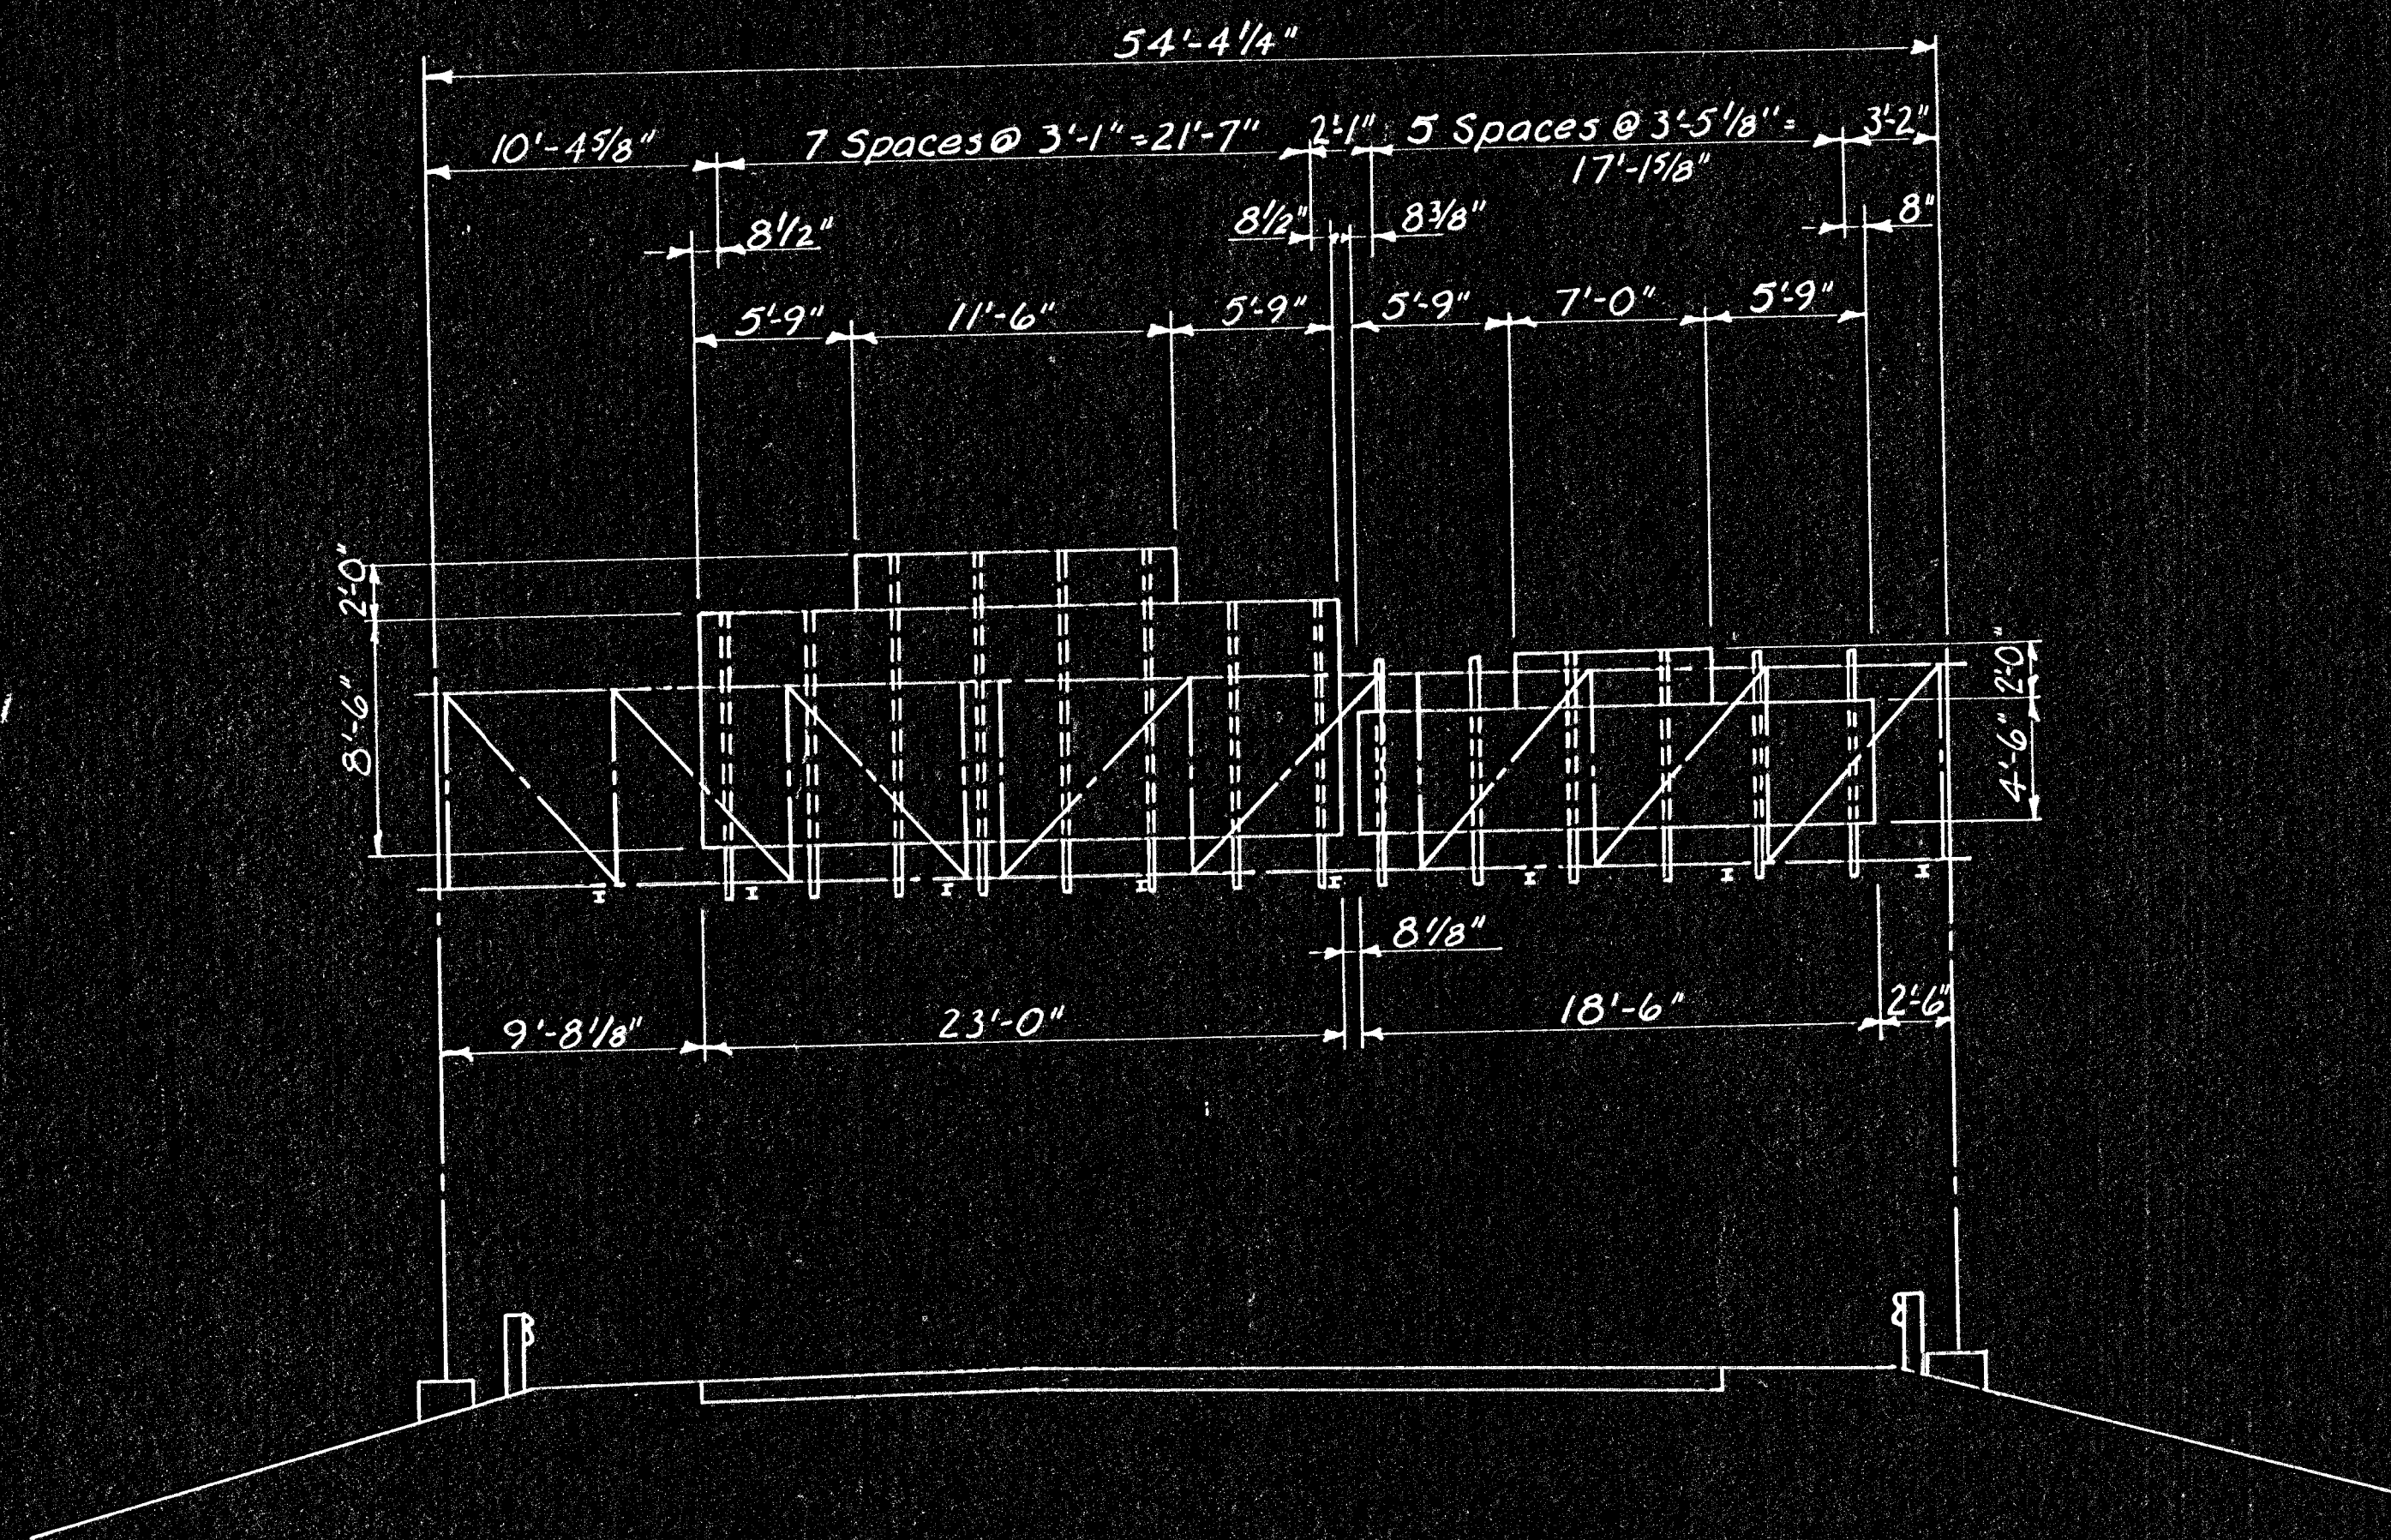 54'-4 1/4"
10'-4 5/8" 7 Spaces @ 3'-1" = 21'-7" 2'-1" 5 Spaces @ 3'-5 1/8" = 3'-2"
17'-1 5/8"
8 1/2" 8 1/2" 8 3/8" 8"
5'-9" 11'-6" 5'-9" 5'-9" 7'-0" 5'-9"
2'-0"
8'-6"
2'-0"
4'-6"
8 1/8"
9'-8 1/8" 23'-0" 18'-6" 2'-6"
I I I I I I I